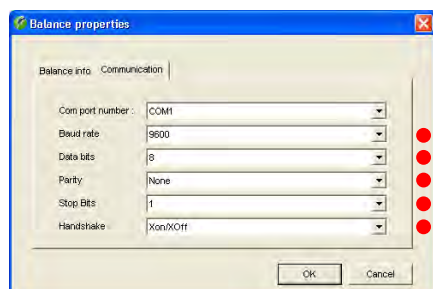 Balance properties
Balance info Communication
Com port number : COM1
Baud rate 9600
Data bits 8
Parity None
Stop Bits 1
Handshake Xon/XOff
OK Cancel